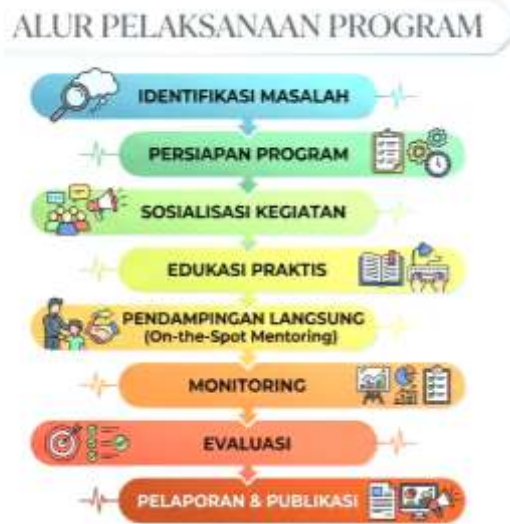 ALUR PELAKSANAAN PROGRAM
IDENTIFIKASI MASALAH
PERSIAPAN PROGRAM
SOSIALISASI KEGIATAN
EDUKASI PRAKTIS
PENDAMPINGAN LANGSUNG
(On-the-Spot Mentoring)
MONITORING
EVALUASI
PELAPORAN & PUBLIKASI